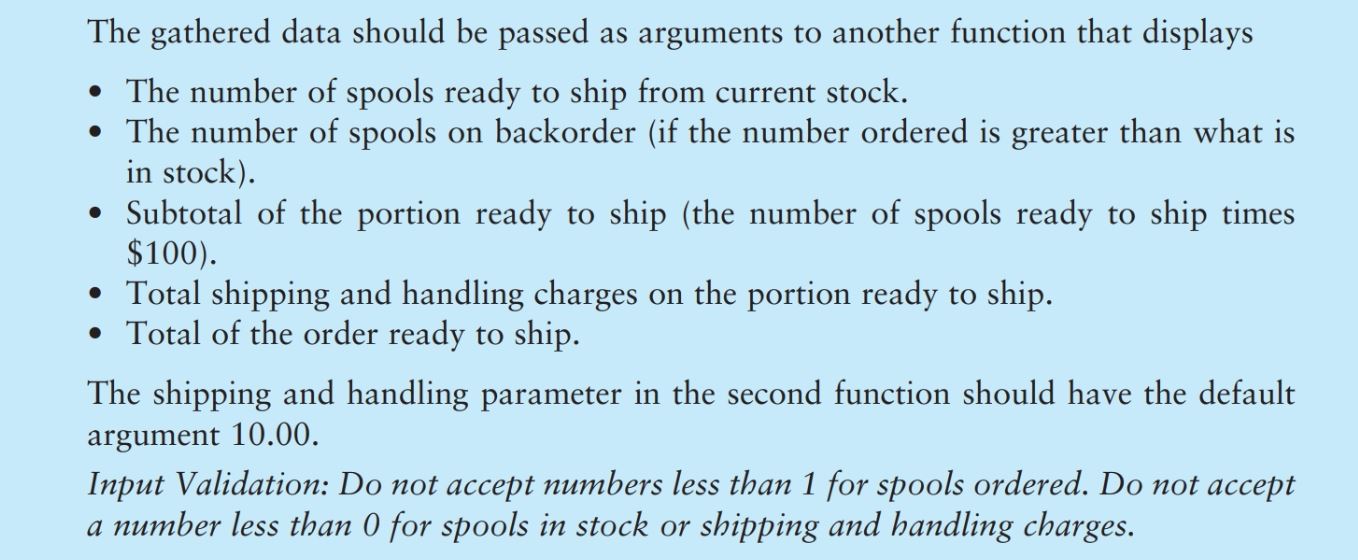 The gathered data should be passed as arguments to another function that displays
• The number of spools ready to ship from current stock.
• The number of spools on backorder (if the number ordered is greater than what is
in stock).
• Subtotal of the portion ready to ship (the number of spools ready to ship times
$100).
• Total shipping and handling charges on the portion ready to ship.
• Total of the order ready to ship.
The shipping and handling parameter in the second function should have the default
argument 10.00.
Input Validation: Do not accept numbers less than 1 for spools ordered. Do not accept
a number less than 0 for spools in stock or shipping and handling charges.